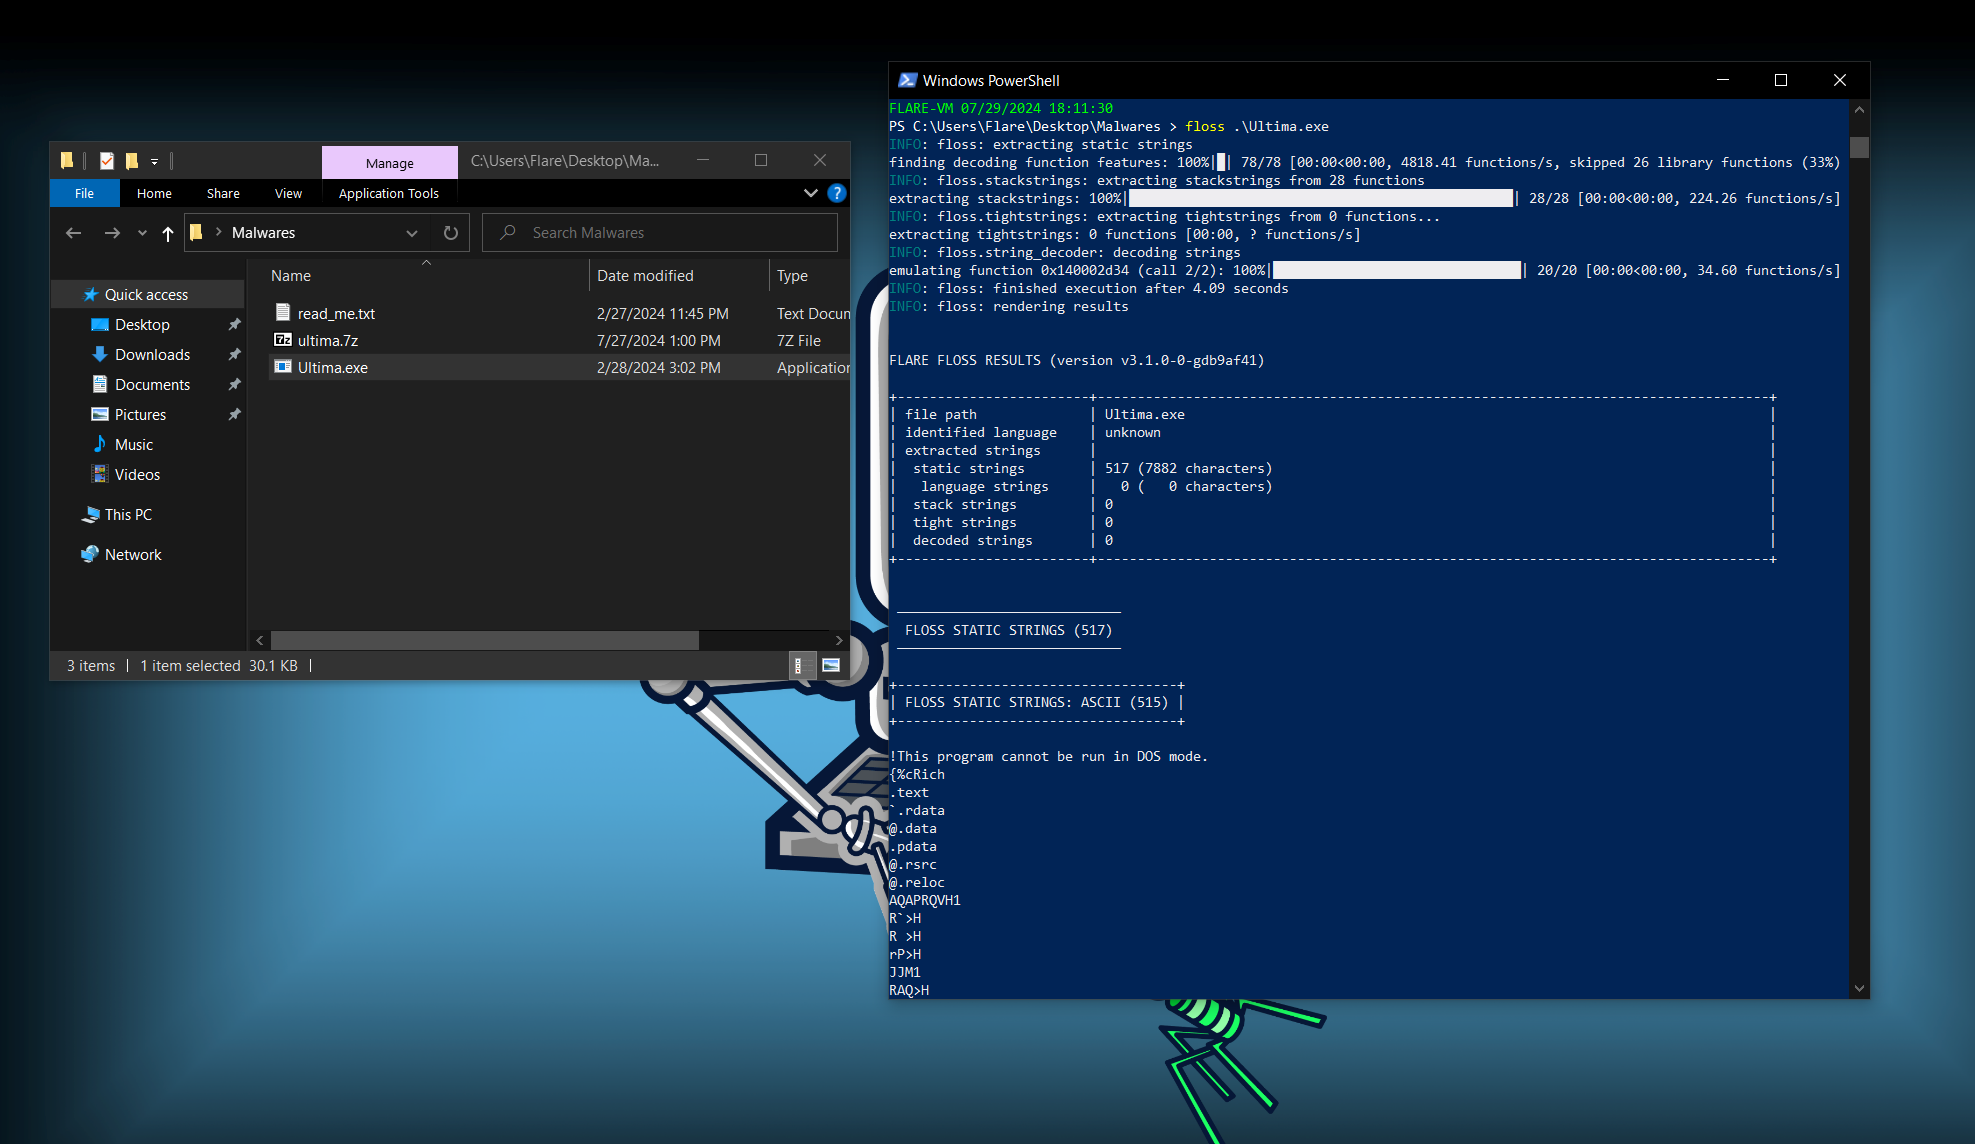 Manage
C:\Users\Flare\Desktop\Ma...
File
Home
Share
View
Application Tools
Malwares
Search Malwares
Name
Date modified
Type
Quick access
Desktop
Downloads
Documents
Pictures
Music
Videos
This PC
Network
read_me.txt 2/27/2024 11:45 PM Text Docun
ultima.7z 7/27/2024 1:00 PM 7Z File
Ultima.exe 2/28/2024 3:02 PM Application
3 items | 1 item selected 30.1 KB |
Windows PowerShell
FLARE-VM 07/29/2024 18:11:30
PS C:\Users\Flare\Desktop\Malwares > floss .\Ultima.exe
INFO: floss: extracting static strings
finding decoding function features: 100%| | 78/78 [00:00<00:00, 4818.41 functions/s, skipped 26 library functions (33%)
INFO: floss.stackstrings: extracting stackstrings from 28 functions
extracting stackstrings: 100%| | 28/28 [00:00<00:00, 224.26 functions/s]
INFO: floss.tightstrings: extracting tightstrings from 0 functions...
extracting tightstrings: 0 functions [00:00, ? functions/s]
INFO: floss.string_decoder: decoding strings
emulating function 0x140002d34 (call 2/2): 100%| | 20/20 [00:00<00:00, 34.60 functions/s]
INFO: floss: finished execution after 4.09 seconds
INFO: floss: rendering results
FLARE FLOSS RESULTS (version v3.1.0-0-gdb9af41)
file path | Ultima.exe
identified language | unknown
extracted strings |
static strings | 517 (7882 characters)
language strings | 0 ( 0 characters)
stack strings | 0
tight strings | 0
decoded strings | 0
FLOSS STATIC STRINGS (517)
FLOSS STATIC STRINGS: ASCII (515)
!This program cannot be run in DOS mode.
{%cRich
.text
`.rdata
@.data
.pdata
@.rsrc
@.reloc
AQAPRQVH1
R`>H
R >H
rP>H
JJM1
RAQ>H